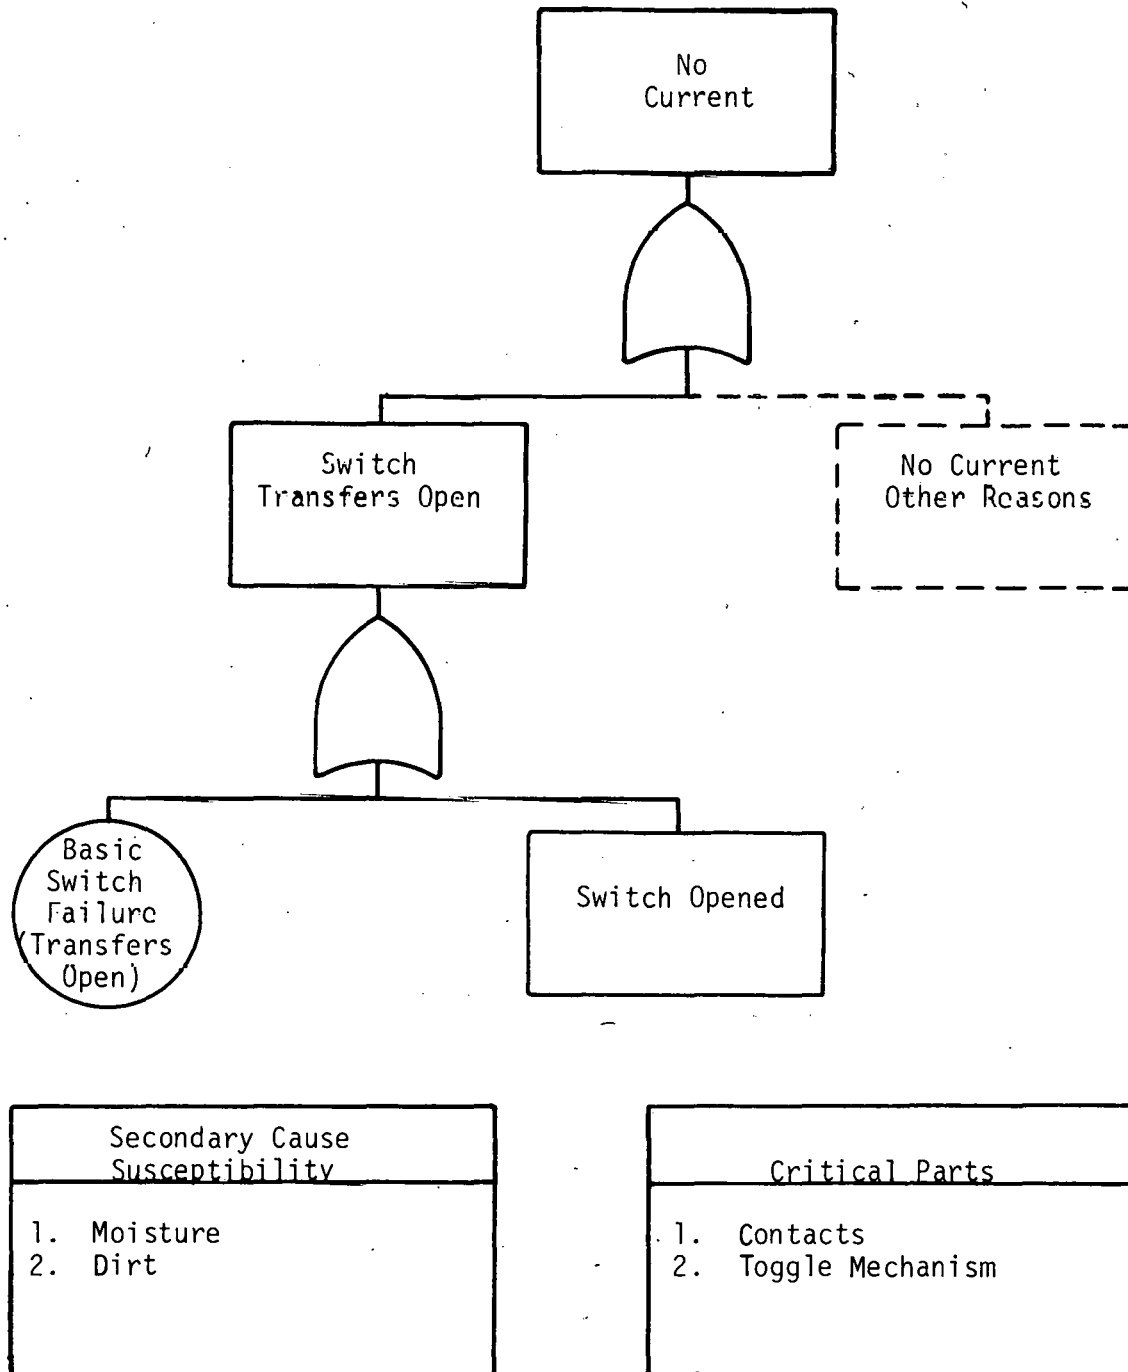 No
Current
Switch
Transfers Open
No Current
Other Reasons
Basic
Switch
Failure
(Transfers
Open)
Switch Opened
Secondary Cause
Susceptibility
1. Moisture
2. Dirt
Critical Parts
1. Contacts
2. Toggle Mechanism